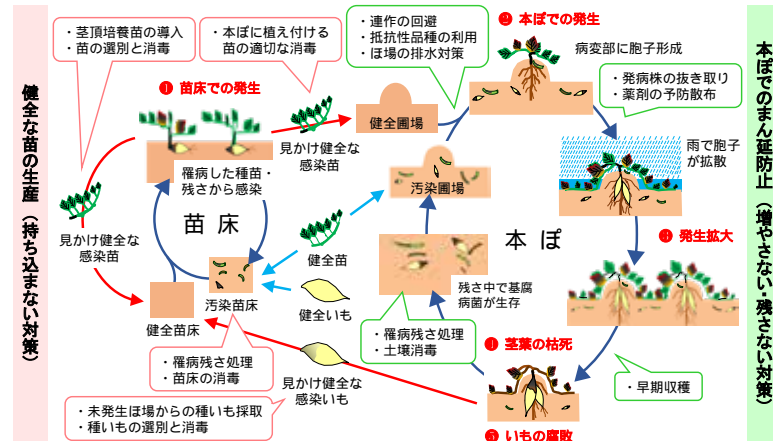 健全な苗の生産（持ち込まない対策）
・茎頂培養苗の導入
・苗の選別と消毒
・本ぽに植え付ける
苗の適切な消毒
・連作の回避
・抵抗性品種の利用
・ほ場の排水対策
❷ 本ぽでの発生
病変部に胞子形成
・発病株の抜き取り
・薬剤の予防散布
本ぽでのまん延防止（増やさない・残さない対策）
❶ 苗床での発生
健全圃場
見かけ健全な
感染苗
雨で胞子
が拡散
罹病した種苗・
残さから感染
汚染圃場
苗 床
本 ぽ
発生拡大
見かけ健全な
感染苗
健全苗
残さ中で基腐
病菌が生存
汚染苗床
健全いも
健全苗床
・罹病残さ処理
・土壌消毒
茎葉の枯死
・罹病残さ処理
・苗床の消毒
見かけ健全な
感染いも
・早期収穫
・未発生ほ場からの種いも採取
・種いもの選別と消毒
いもの腐敗